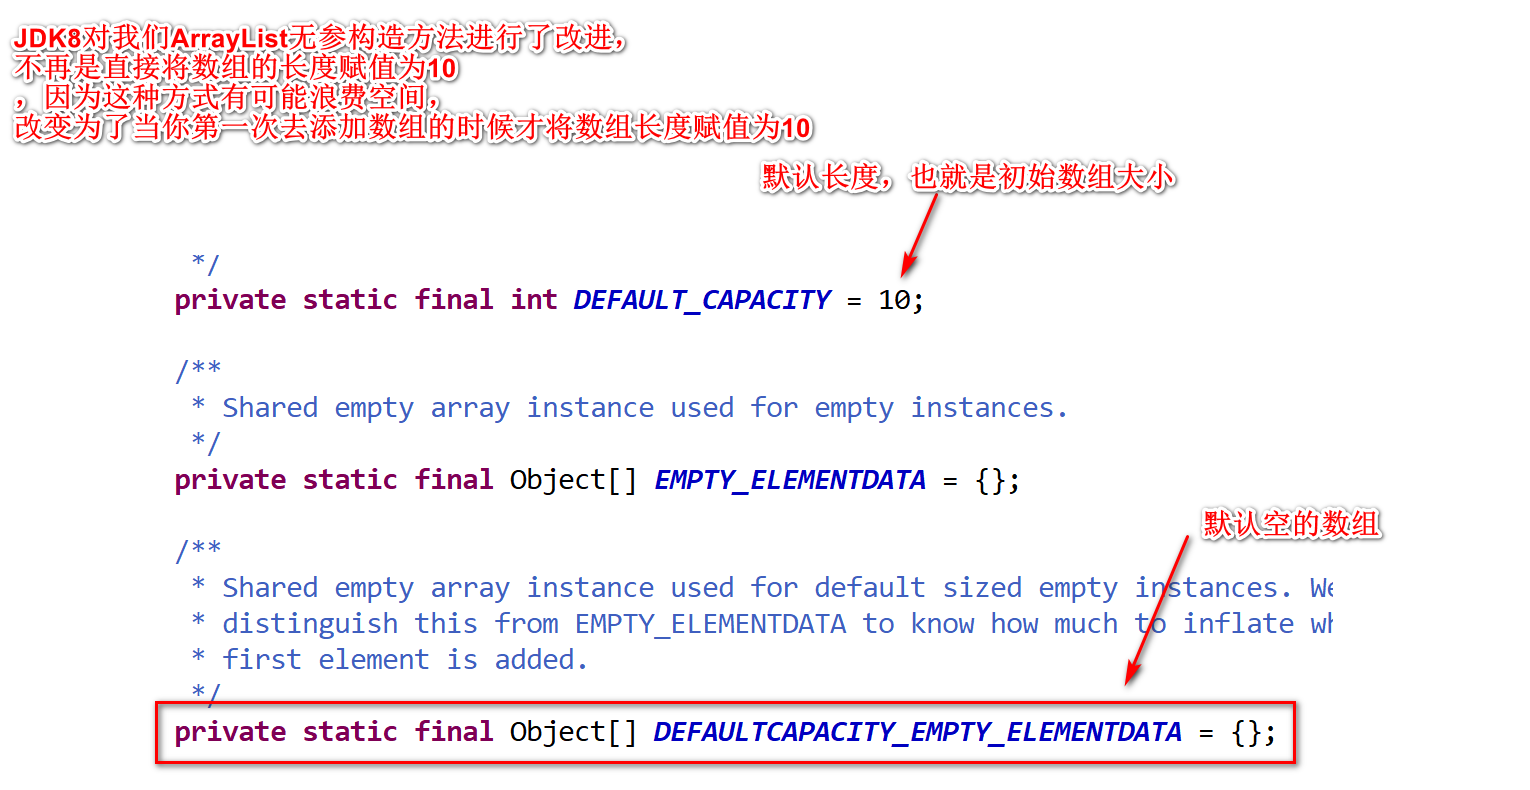 JDK8对我们ArrayList无参构造方法进行了改进，
不再是直接将数组的长度赋值为10
，因为这种方式有可能浪费空间，
改变为了当你第一次去添加数组的时候才将数组长度赋值为10
默认长度，也就是初始数组大小
*/
private static final int DEFAULT_CAPACITY = 10;
/**
* Shared empty array instance used for empty instances.
*/
private static final Object[] EMPTY_ELEMENTDATA = {};
默认空的数组
/**
* Shared empty array instance used for default sized empty instances. We
* distinguish this from EMPTY_ELEMENTDATA to know how much to inflate wh
* first element is added.
*/
private static final Object[] DEFAULTCAPACITY_EMPTY_ELEMENTDATA = {};